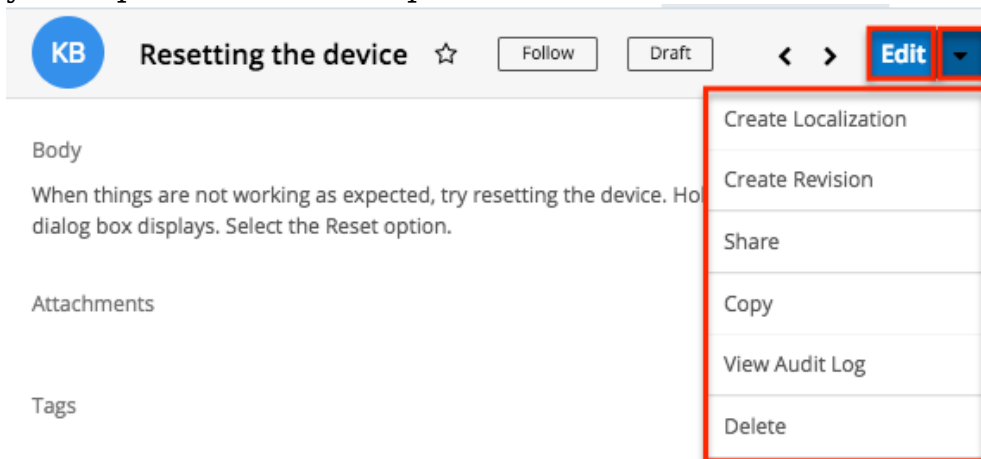 KB Resetting the device Follow Draft Edit
Create Localization
Body
Create Revision
When things are not working as expected, try resetting the device. Hol
dialog box displays. Select the Reset option.
Share
Attachments
Copy
View Audit Log
Tags
Delete